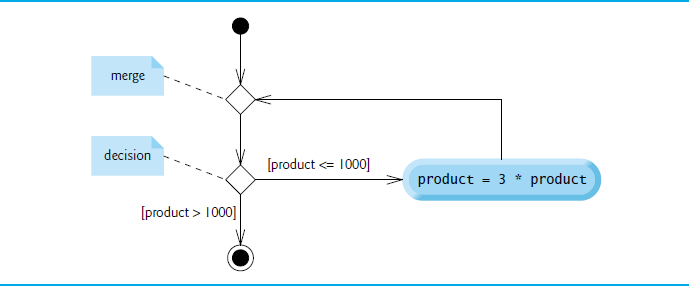 merge
decision
[product <= 1000]
product = 3 * product
[product > 1000]